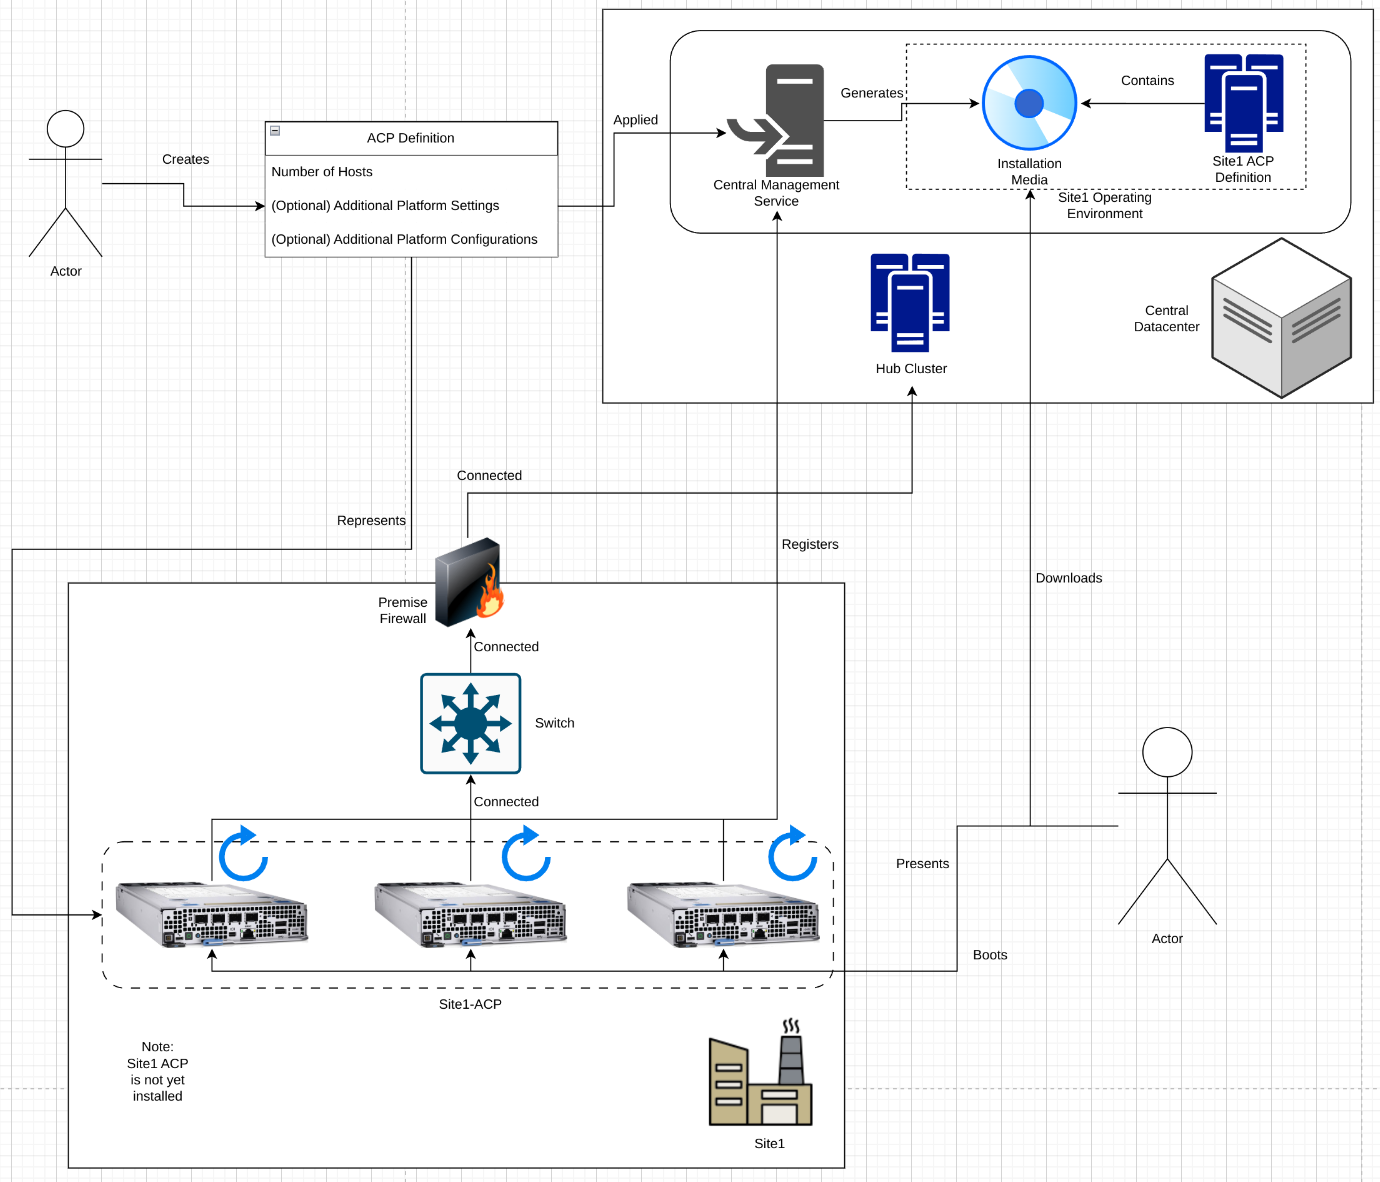 Creates
Actor
ACP Definition
Number of Hosts
(Optional) Additional Platform Settings
(Optional) Additional Platform Configurations
Applied
Generates
Contains
Central Management
Service
Installation
Media
Site1 ACP
Definition
Site1 Operating
Environment
Hub Cluster
Central
Datacenter
Connected
Represents
Registers
Downloads
Premise
Firewall
Connected
Switch
Connected
Presents
Boots
Actor
Site1-ACP
Note:
Site1 ACP
is not yet
installed
Site1